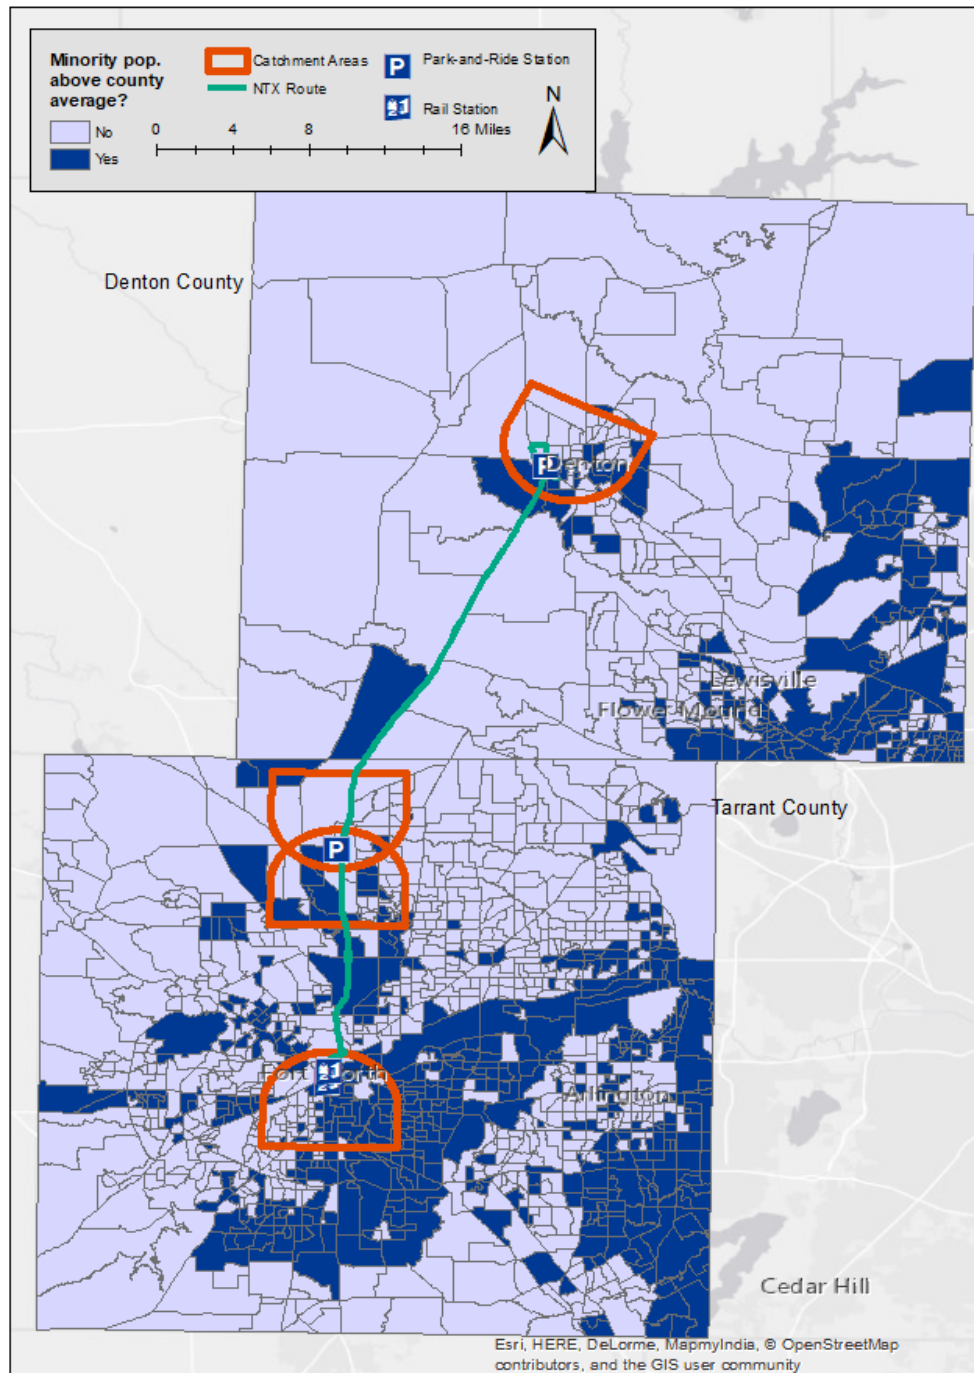 Minority pop.
above county
average?
No
Yes
Catchment Areas
NTX Route
P
Park-and-Ride Station
Rail Station
N
0 4 8 16 Miles
Denton County
P
Denton
Lewisville
Flower Mound
Tarrant County
P
Fort Worth
Arlington
Cedar Hill
Esri, HERE, DeLorme, MapmyIndia, © OpenStreetMap
contributors, and the GIS user community